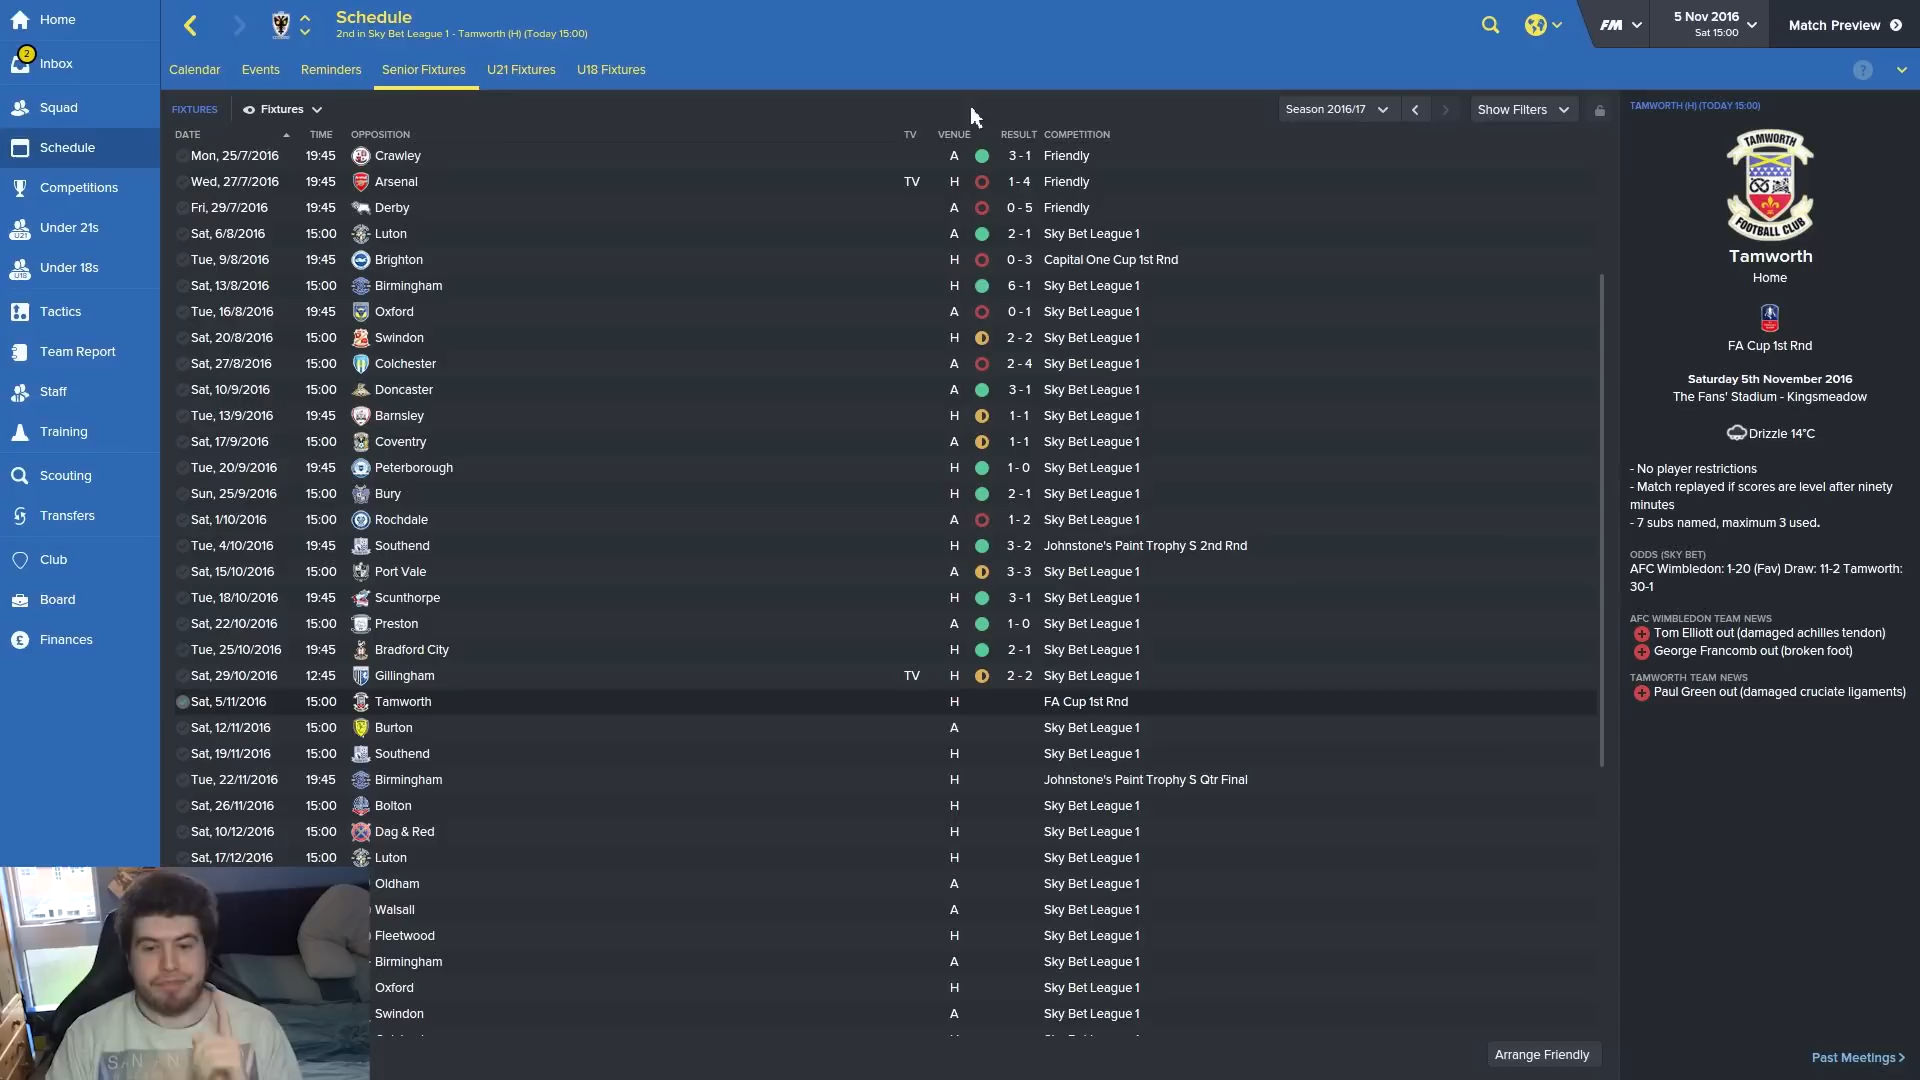 Home
2
Inbox
Squad
Schedule
Competitions
Under 21s
Under 18s
Tactics
Team Report
Staff
Training
Scouting
Transfers
Club
Board
Finances
Schedule
2nd in Sky Bet League 1 - Tamworth (H) (Today 15:00)
FM
5 Nov 2016
Sat 15:00
Match Preview
Calendar Events Reminders Senior Fixtures U21 Fixtures U18 Fixtures
?
FIXTURES Fixtures Season 2016/17 Show Filters
DATE TIME OPPOSITION TV VENUE RESULT COMPETITION
Mon, 25/7/2016 19:45 Crawley A 3 - 1 Friendly
Wed, 27/7/2016 19:45 Arsenal TV H 1 - 4 Friendly
Fri, 29/7/2016 19:45 Derby A 0 - 5 Friendly
Sat, 6/8/2016 15:00 Luton A 2 - 1 Sky Bet League 1
Tue, 9/8/2016 19:45 Brighton H 0 - 3 Capital One Cup 1st Rnd
Sat, 13/8/2016 15:00 Birmingham H 6 - 1 Sky Bet League 1
Tue, 16/8/2016 19:45 Oxford A 0 - 1 Sky Bet League 1
Sat, 20/8/2016 15:00 Swindon H 2 - 2 Sky Bet League 1
Sat, 27/8/2016 15:00 Colchester A 2 - 4 Sky Bet League 1
Sat, 10/9/2016 15:00 Doncaster A 3 - 1 Sky Bet League 1
Tue, 13/9/2016 19:45 Barnsley H 1 - 1 Sky Bet League 1
Sat, 17/9/2016 15:00 Coventry A 1 - 1 Sky Bet League 1
Tue, 20/9/2016 19:45 Peterborough H 1 - 0 Sky Bet League 1
Sun, 25/9/2016 15:00 Bury H 2 - 1 Sky Bet League 1
Sat, 1/10/2016 15:00 Rochdale A 1 - 2 Sky Bet League 1
Tue, 4/10/2016 19:45 Southend H 3 - 2 Johnstone's Paint Trophy S 2nd Rnd
Sat, 15/10/2016 15:00 Port Vale A 3 - 3 Sky Bet League 1
Tue, 18/10/2016 19:45 Scunthorpe H 3 - 1 Sky Bet League 1
Sat, 22/10/2016 15:00 Preston A 1 - 0 Sky Bet League 1
Tue, 25/10/2016 19:45 Bradford City H 2 - 1 Sky Bet League 1
Sat, 29/10/2016 12:45 Gillingham TV H 2 - 2 Sky Bet League 1
Sat, 5/11/2016 15:00 Tamworth H FA Cup 1st Rnd
Sat, 12/11/2016 15:00 Burton A Sky Bet League 1
Sat, 19/11/2016 15:00 Southend H Sky Bet League 1
Tue, 22/11/2016 19:45 Birmingham H Johnstone's Paint Trophy S Qtr Final
Sat, 26/11/2016 15:00 Bolton H Sky Bet League 1
Sat, 10/12/2016 15:00 Dag & Red H Sky Bet League 1
Sat, 17/12/2016 15:00 Luton H Sky Bet League 1
Oldham A Sky Bet League 1
Walsall A Sky Bet League 1
Fleetwood H Sky Bet League 1
Birmingham A Sky Bet League 1
Oxford H Sky Bet League 1
Swindon A Sky Bet League 1
Arrange Friendly
TAMWORTH (H) (TODAY 15:00)
TAMWORTH
FOOTBALL CLUB
Tamworth
Home
FA Cup 1st Rnd
Saturday 5th November 2016
The Fans' Stadium - Kingsmeadow
Drizzle 14°C
- No player restrictions
- Match replayed if scores are level after ninety
minutes
- 7 subs named, maximum 3 used.
ODDS (SKY BET)
AFC Wimbledon: 1-20 (Fav) Draw: 11-2 Tamworth:
30-1
AFC WIMBLEDON TEAM NEWS
Tom Elliott out (damaged achilles tendon)
George Francomb out (broken foot)
TAMWORTH TEAM NEWS
Paul Green out (damaged cruciate ligaments)
Past Meetings